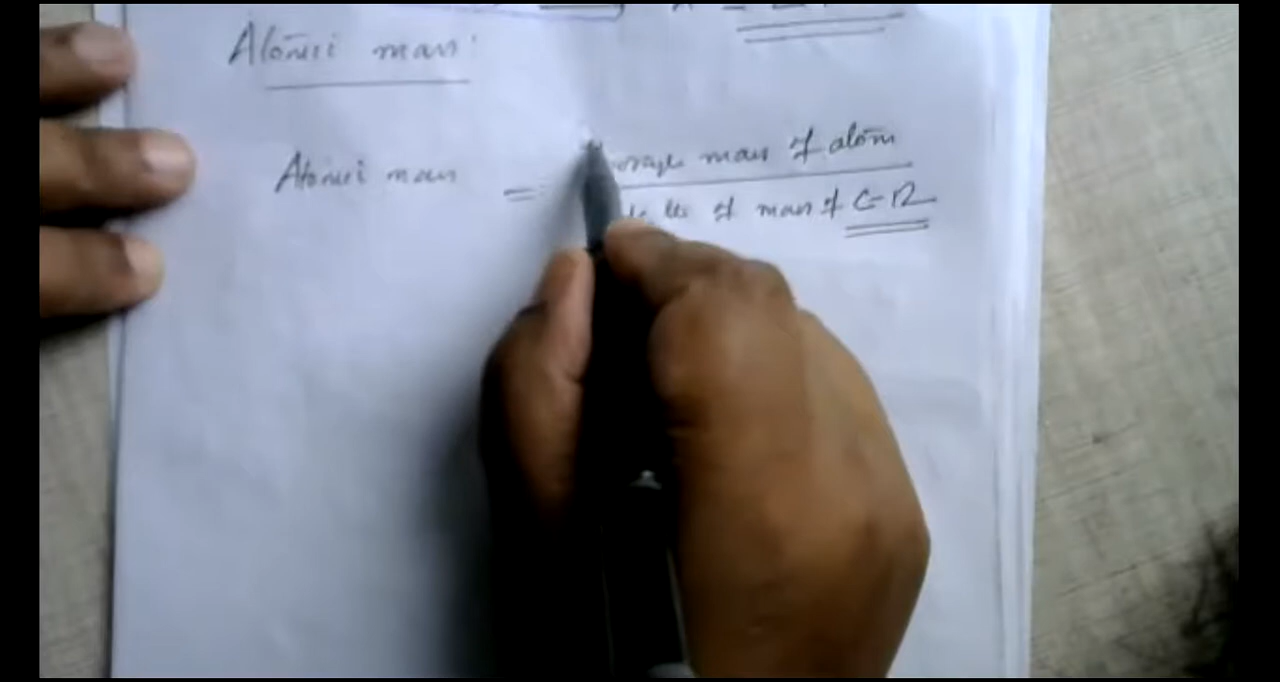 Atomic mass:
Atomic mass = mass of atom
of mass of C-12